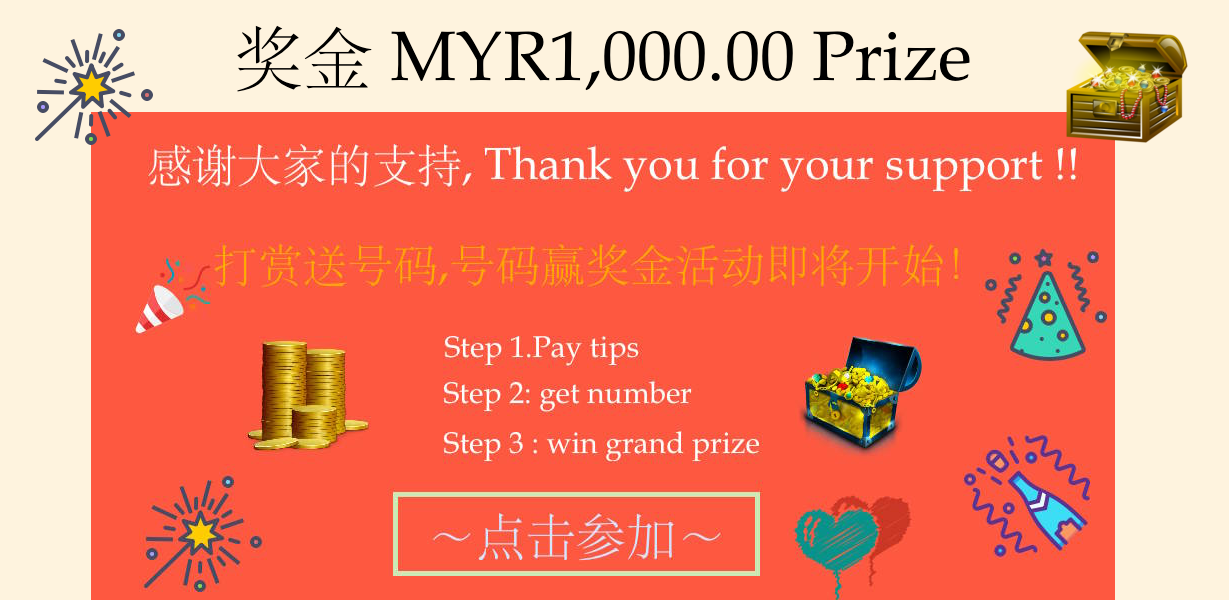 奖金 MYR1,000.00 Prize
感谢大家的支持, Thank you for your support !!
打赏送号码,号码赢奖金活动即将开始!
Step 1.Pay tips
Step 2: get number
Step 3 : win grand prize
～点击参加～